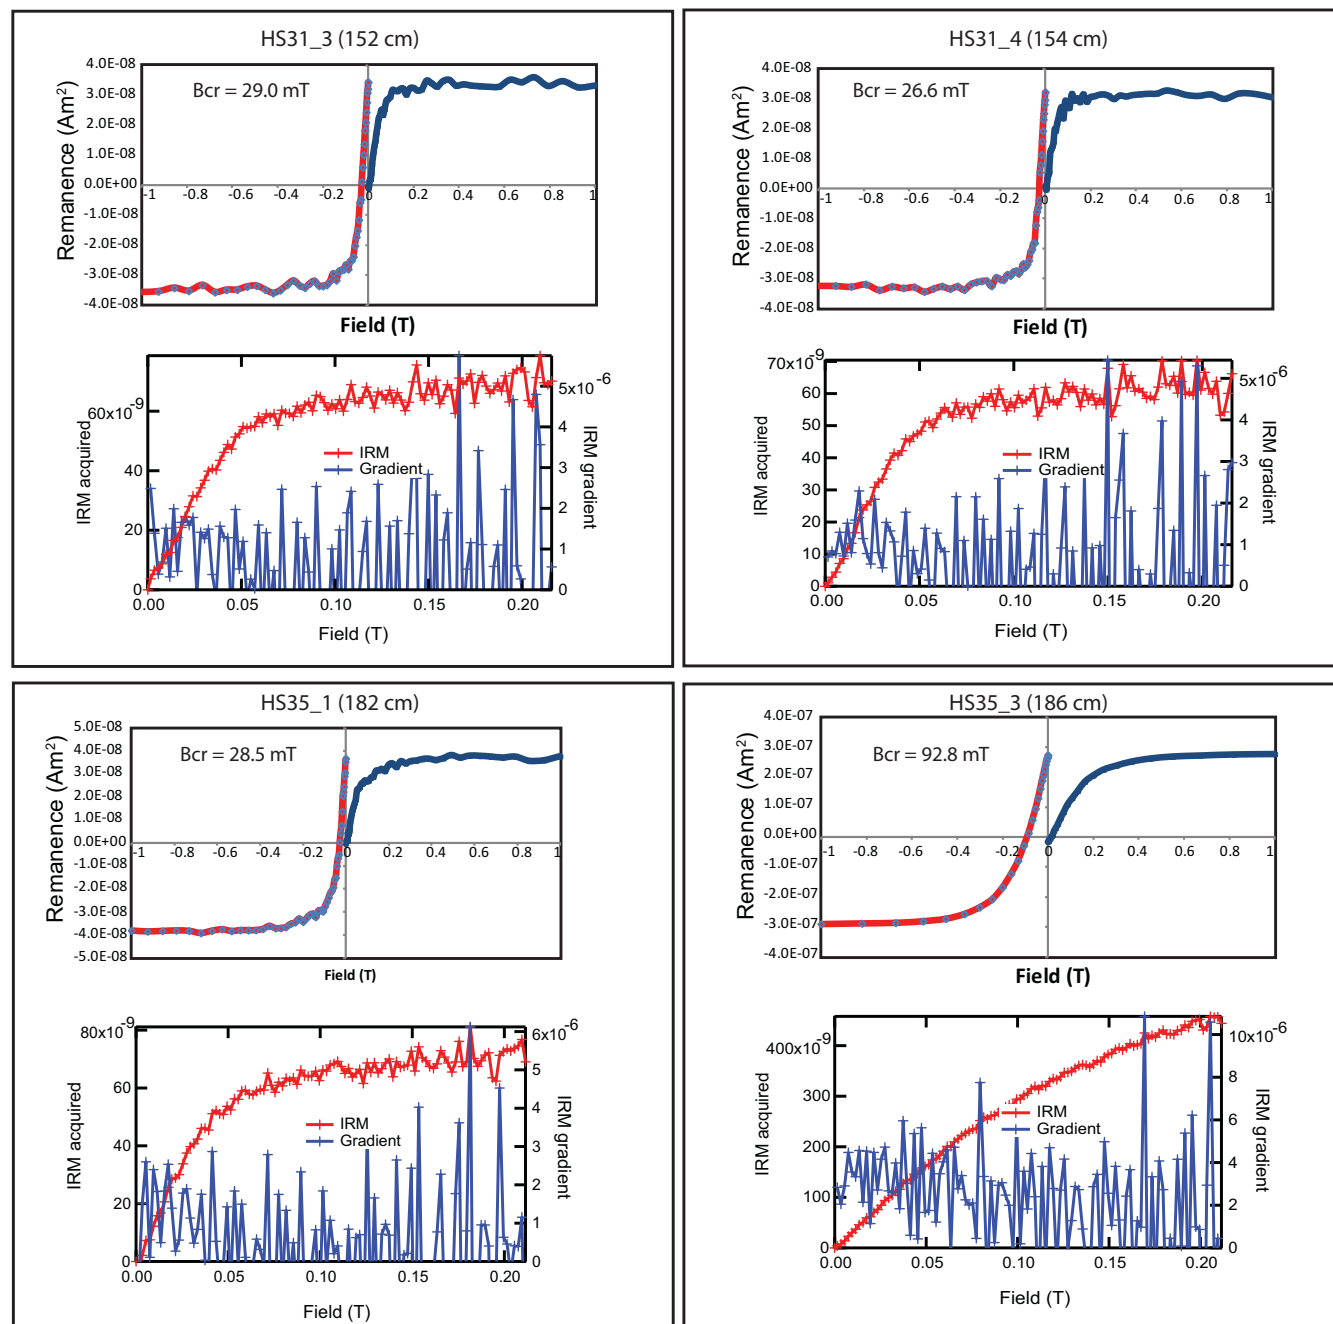 HS31_3 (152 cm)
Bcr = 29.0 mT
Remanence (Am²)
4.0E-08
3.0E-08
2.0E-08
1.0E-08
0.0E+00
-1.0E-08
-2.0E-08
-3.0E-08
-4.0E-08
-1 -0.8 -0.6 -0.4 -0.2 0 0.2 0.4 0.6 0.8 1
Field (T)
IRM acquired
60x10⁻⁹
40
20
0
IRM
Gradient
5x10⁻⁶
4
3
2
1
0
IRM gradient
0.00 0.05 0.10 0.15 0.20
Field (T)
HS31_4 (154 cm)
Bcr = 26.6 mT
Remanence (Am²)
4.0E-08
3.0E-08
2.0E-08
1.0E-08
0.0E+00
-1.0E-08
-2.0E-08
-3.0E-08
-4.0E-08
-1 -0.8 -0.6 -0.4 -0.2 0 0.2 0.4 0.6 0.8 1
Field (T)
IRM acquired
70x10⁻⁹
60
50
40
30
20
10
0
IRM
Gradient
5x10⁻⁶
4
3
2
1
0
IRM gradient
0.00 0.05 0.10 0.15 0.20
Field (T)
HS35_1 (182 cm)
Bcr = 28.5 mT
Remanence (Am²)
5.0E-08
4.0E-08
3.0E-08
2.0E-08
1.0E-08
0.0E+00
-1.0E-08
-2.0E-08
-3.0E-08
-4.0E-08
-5.0E-08
-1 -0.8 -0.6 -0.4 -0.2 0 0.2 0.4 0.6 0.8 1
Field (T)
IRM acquired
80x10⁻⁹
60
40
20
0
IRM
Gradient
6x10⁻⁶
5
4
3
2
1
0
IRM gradient
0.00 0.05 0.10 0.15 0.20
Field (T)
HS35_3 (186 cm)
Bcr = 92.8 mT
Remanence (Am²)
4.0E-07
3.0E-07
2.0E-07
1.0E-07
0.0E+00
-1.0E-07
-2.0E-07
-3.0E-07
-4.0E-07
-1 -0.8 -0.6 -0.4 -0.2 0 0.2 0.4 0.6 0.8 1
Field (T)
IRM acquired
400x10⁻⁹
300
200
100
0
IRM
Gradient
10x10⁻⁶
8
6
4
2
0
IRM gradient
0.00 0.05 0.10 0.15 0.20
Field (T)